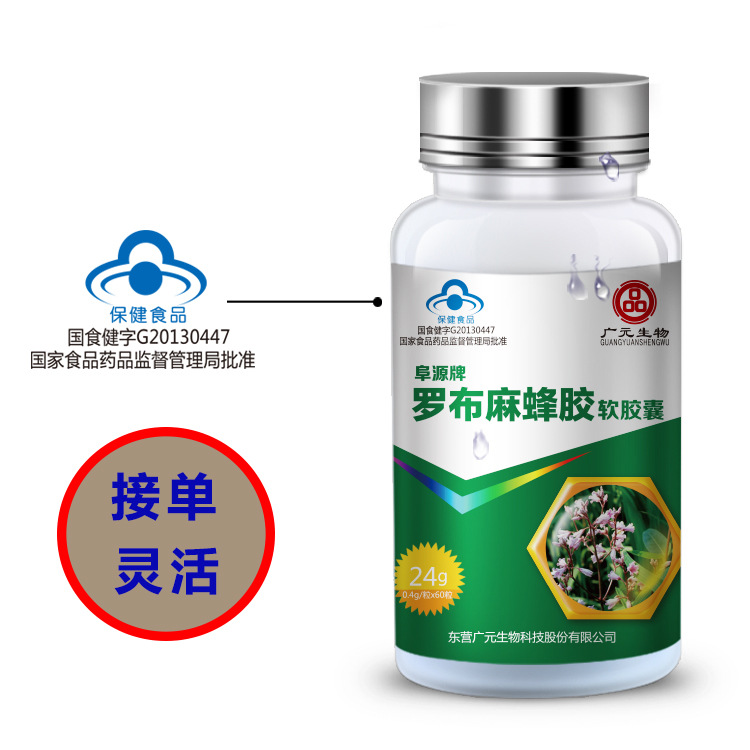 保健食品
国食健字G20130447
国家食品药品监督管理局批准
接单
灵活
保健食品
国食健字G20130447
国家食品药品监督管理局批准
广元生物
GUANGYUANSHENGWU
阜源牌
罗布麻蜂胶软胶囊
24g
0.4g/粒x60粒
东营广元生物科技股份有限公司